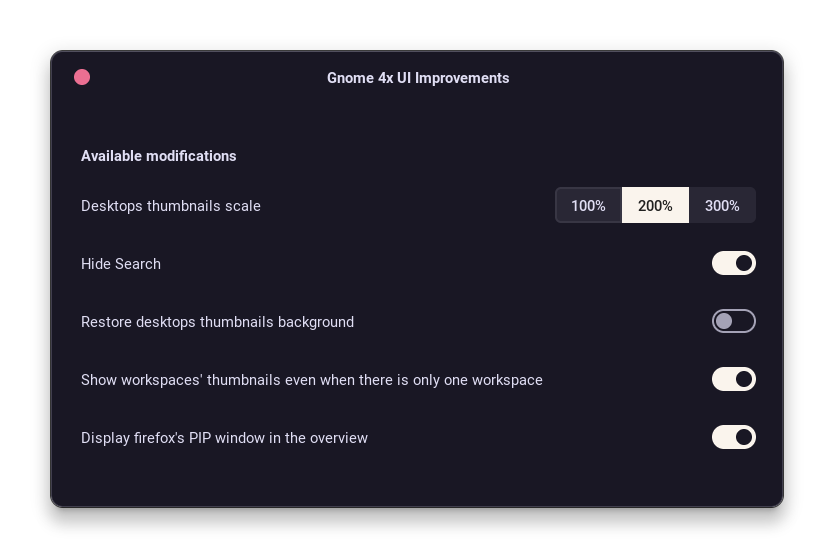 Gnome 4x UI Improvements
Available modifications
Desktops thumbnails scale 100% 200% 300%
Hide Search
Restore desktops thumbnails background
Show workspaces' thumbnails even when there is only one workspace
Display firefox's PIP window in the overview